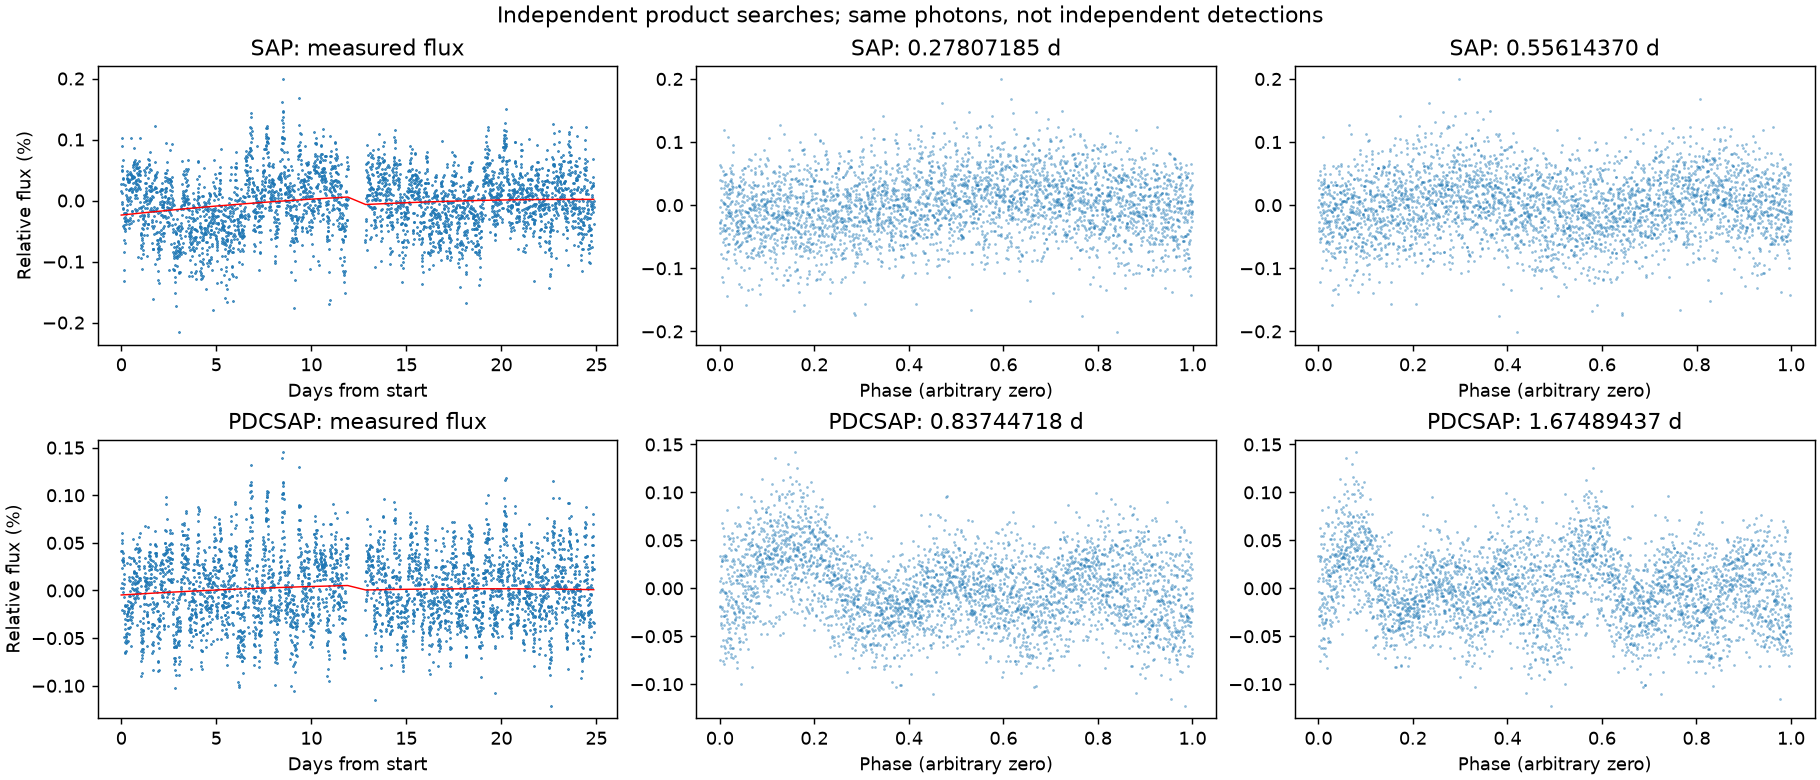 Independent product searches; same photons, not independent detections
SAP: measured flux
SAP: 0.27807185 d
SAP: 0.55614370 d
Relative flux (%)
0.2
0.1
0.0
−0.1
−0.2
0 5 10 15 20 25
Days from start
0.2
0.1
0.0
−0.1
−0.2
0.0 0.2 0.4 0.6 0.8 1.0
Phase (arbitrary zero)
0.2
0.1
0.0
−0.1
−0.2
0.0 0.2 0.4 0.6 0.8 1.0
Phase (arbitrary zero)
PDCSAP: measured flux
PDCSAP: 0.83744718 d
PDCSAP: 1.67489437 d
Relative flux (%)
0.15
0.10
0.05
0.00
−0.05
−0.10
0 5 10 15 20 25
Days from start
0.15
0.10
0.05
0.00
−0.05
−0.10
0.0 0.2 0.4 0.6 0.8 1.0
Phase (arbitrary zero)
0.15
0.10
0.05
0.00
−0.05
−0.10
0.0 0.2 0.4 0.6 0.8 1.0
Phase (arbitrary zero)